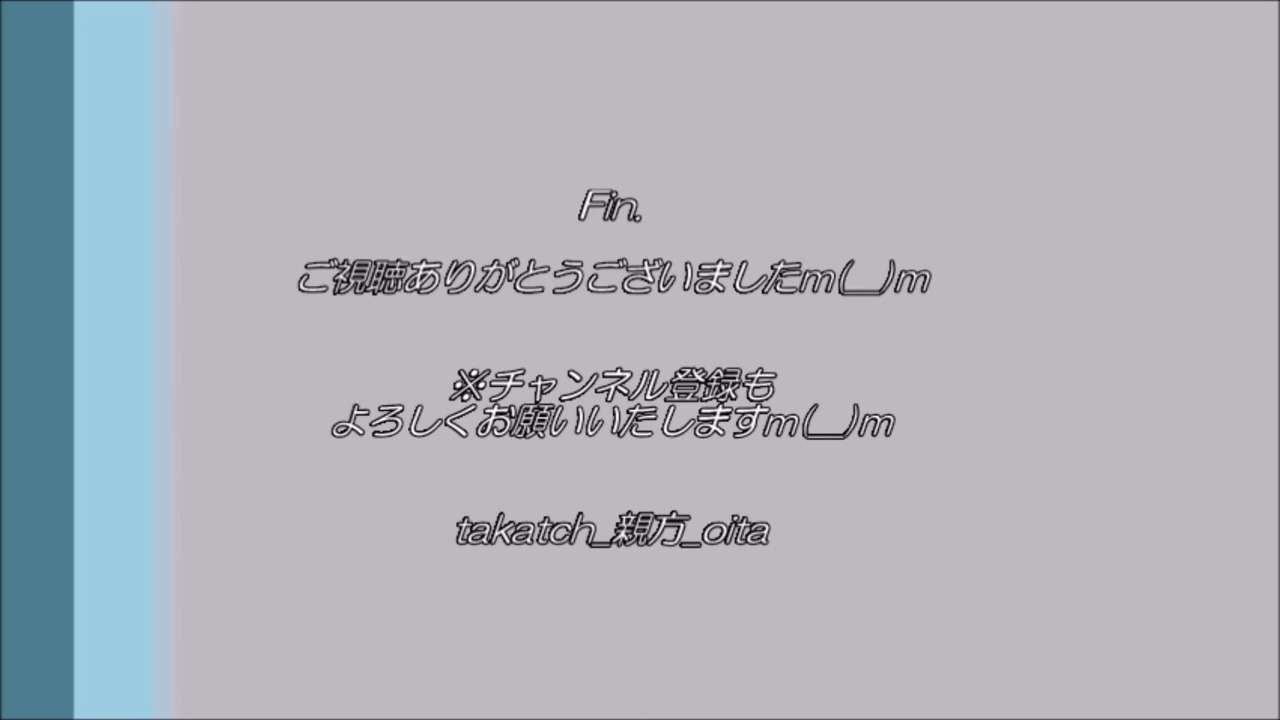 Fin.
ご視聴ありがとうございましたm(__)m
※チャンネル登録も
よろしくお願いいたしますm(__)m
takatch_親方_oita